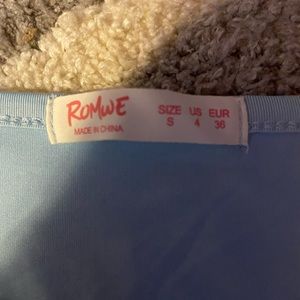 ROMWE
MADE IN CHINA
SIZE US EUR
S 4 36